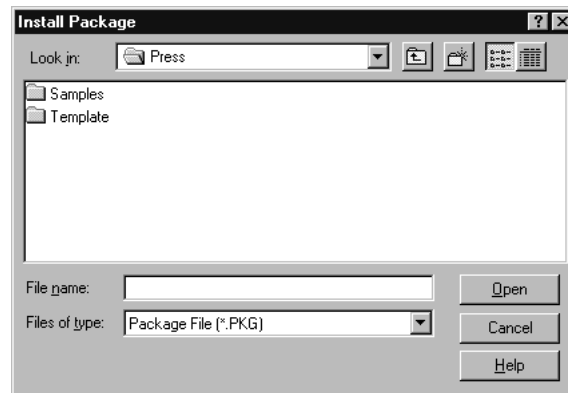 Install Package
Look in: Press
Samples
Template
File name: Open
Files of type: Package File (*.PKG) Cancel
Help